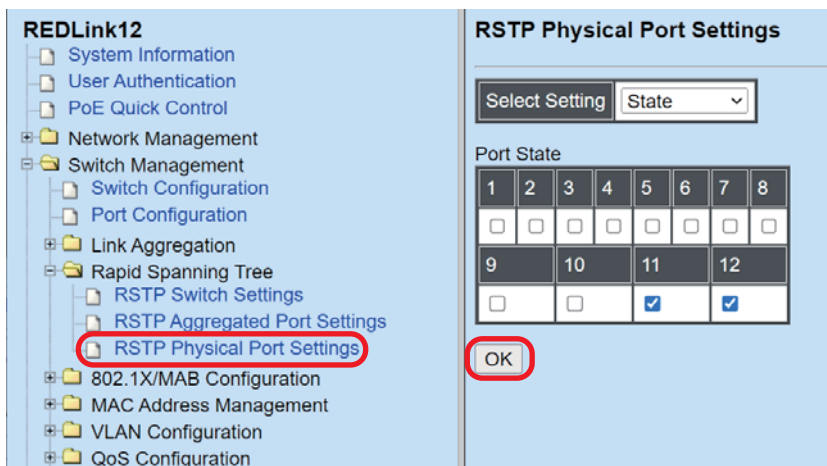 REDLink12
System Information
User Authentication
PoE Quick Control
Network Management
Switch Management
Switch Configuration
Port Configuration
Link Aggregation
Rapid Spanning Tree
RSTP Switch Settings
RSTP Aggregated Port Settings
RSTP Physical Port Settings
802.1X/MAB Configuration
MAC Address Management
VLAN Configuration
QoS Configuration
RSTP Physical Port Settings
Select Setting State
Port State
1 2 3 4 5 6 7 8
9 10 11 12
OK